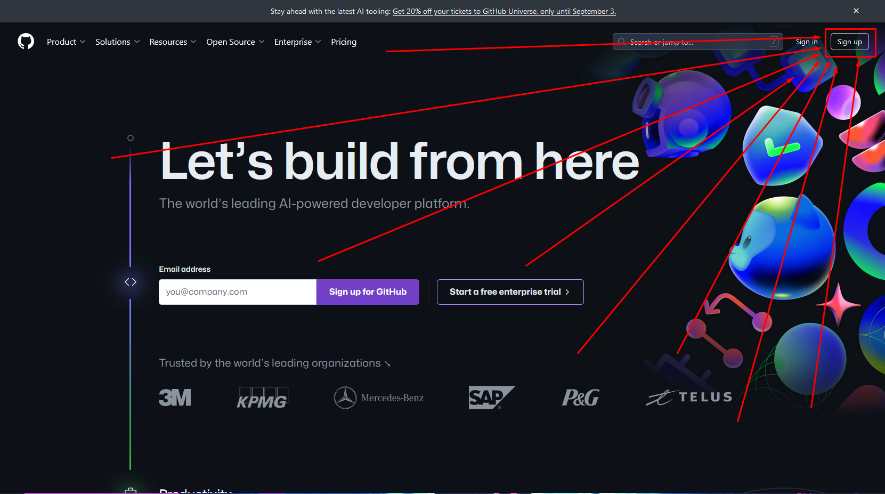 Stay ahead with the latest AI tooling: Get 20% off your tickets to GitHub Universe, only until September 3.
Product Solutions Resources Open Source Enterprise Pricing Search or jump to... / Sign in Sign up
Let's build from here
The world's leading AI-powered developer platform.
Email address
you@company.com Sign up for GitHub Start a free enterprise trial
Trusted by the world's leading organizations ↘
3M KPMG Mercedes-Benz SAP P&G TELUS
Productivity